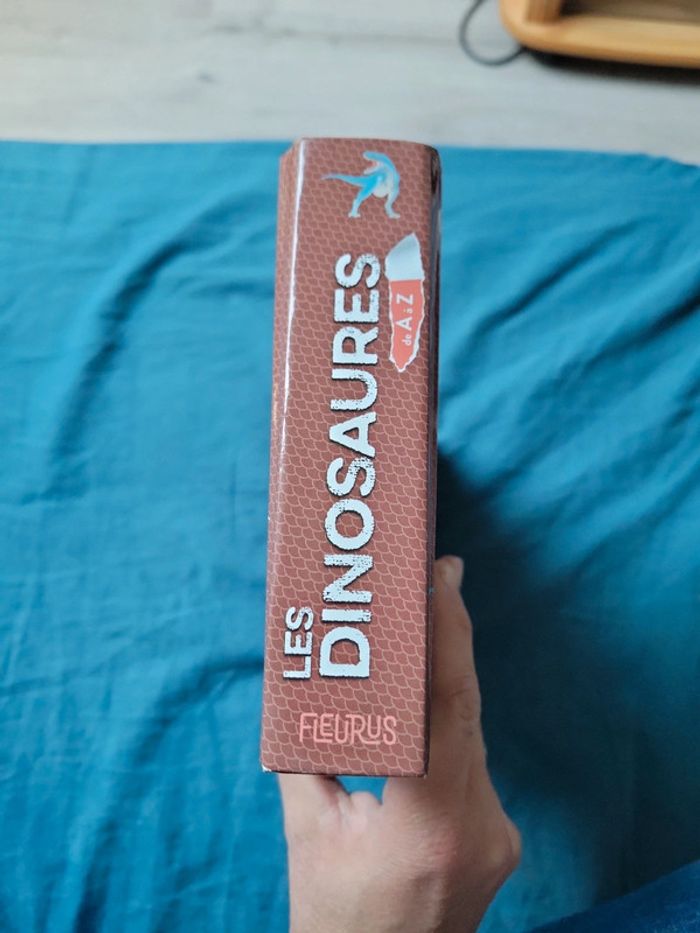 LES
DINOSAURES
de A à Z
FLEURUS